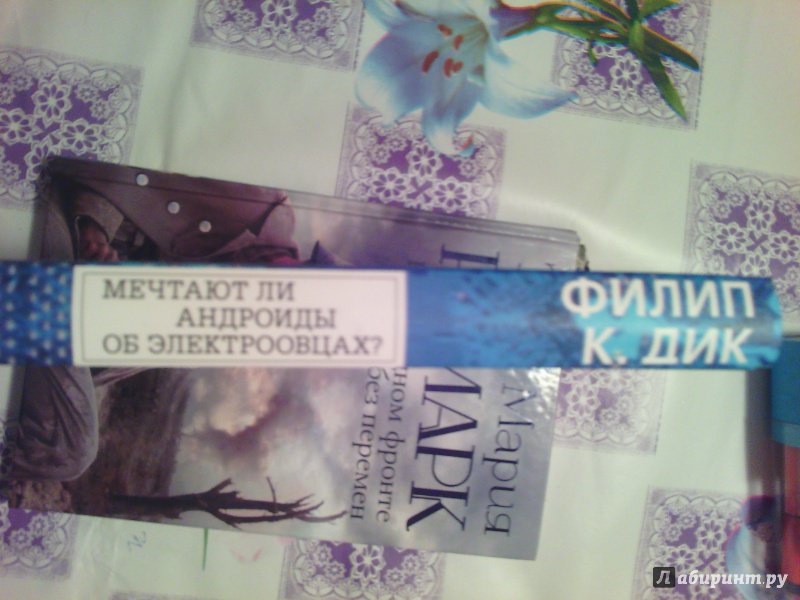 МЕЧТАЮТ ЛИ
АНДРОИДЫ
ОБ ЭЛЕКТРООВЦАХ?
ФИЛИП
К. ДИК
Мария
МАРК
ном фронте
без перемен
Лабиринт.ру